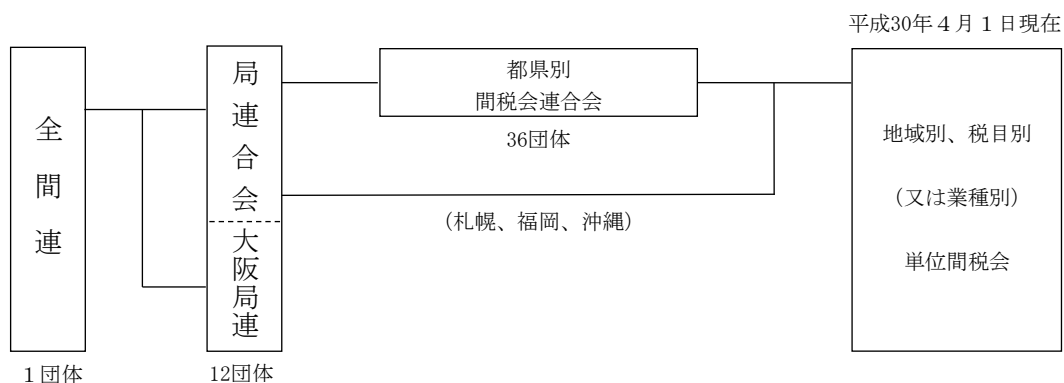 平成30年４月１日現在
全間連
１団体
局連合会
大阪局連
12団体
都県別
間税会連合会
36団体
（札幌、福岡、沖縄）
地域別、税目別
（又は業種別）
単位間税会